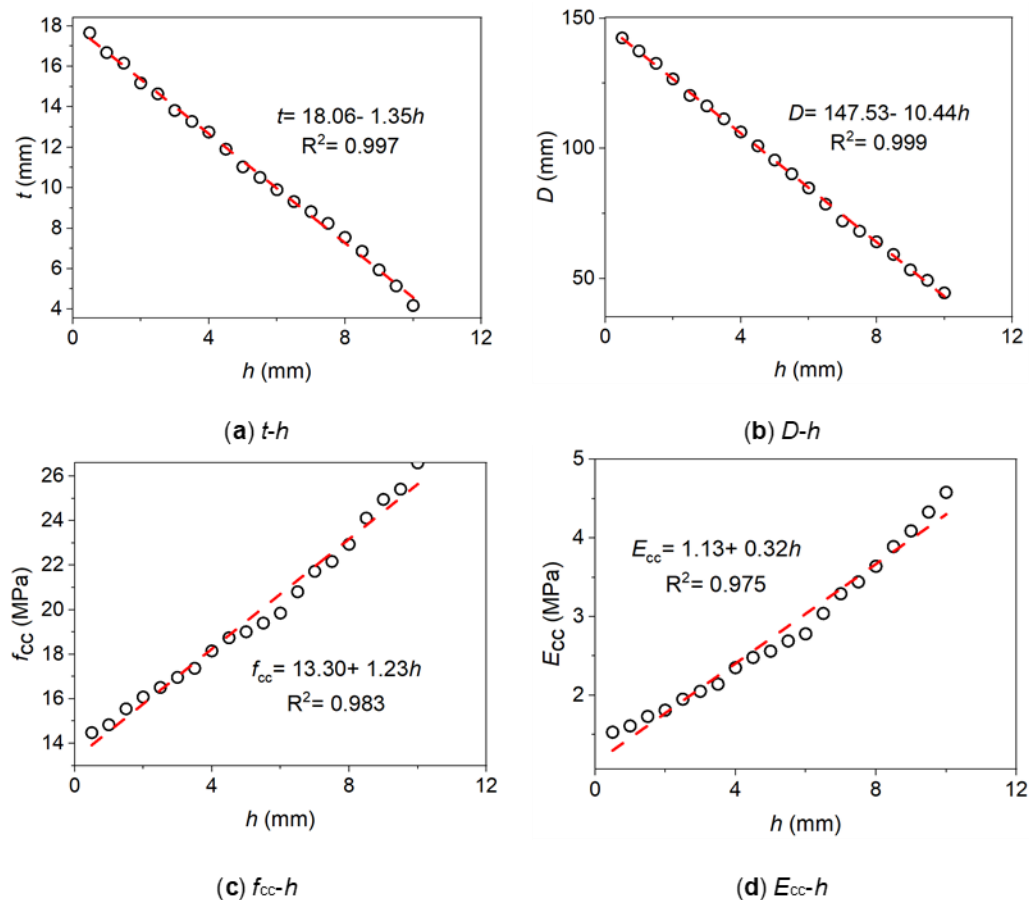 18
16
14
12
10
8
6
4
t (mm)
t= 18.06- 1.35h
R²= 0.997
0 4 8 12
h (mm)
(a) t-h
150
100
50
D (mm)
D= 147.53- 10.44h
R²= 0.999
0 4 8 12
h (mm)
(b) D-h
26
24
22
20
18
16
14
fcc (MPa)
fcc= 13.30+ 1.23h
R²= 0.983
0 4 8 12
h (mm)
(c) fcc-h
5
4
3
2
Ecc (MPa)
Ecc= 1.13+ 0.32h
R²= 0.975
0 4 8 12
h (mm)
(d) Ecc-h